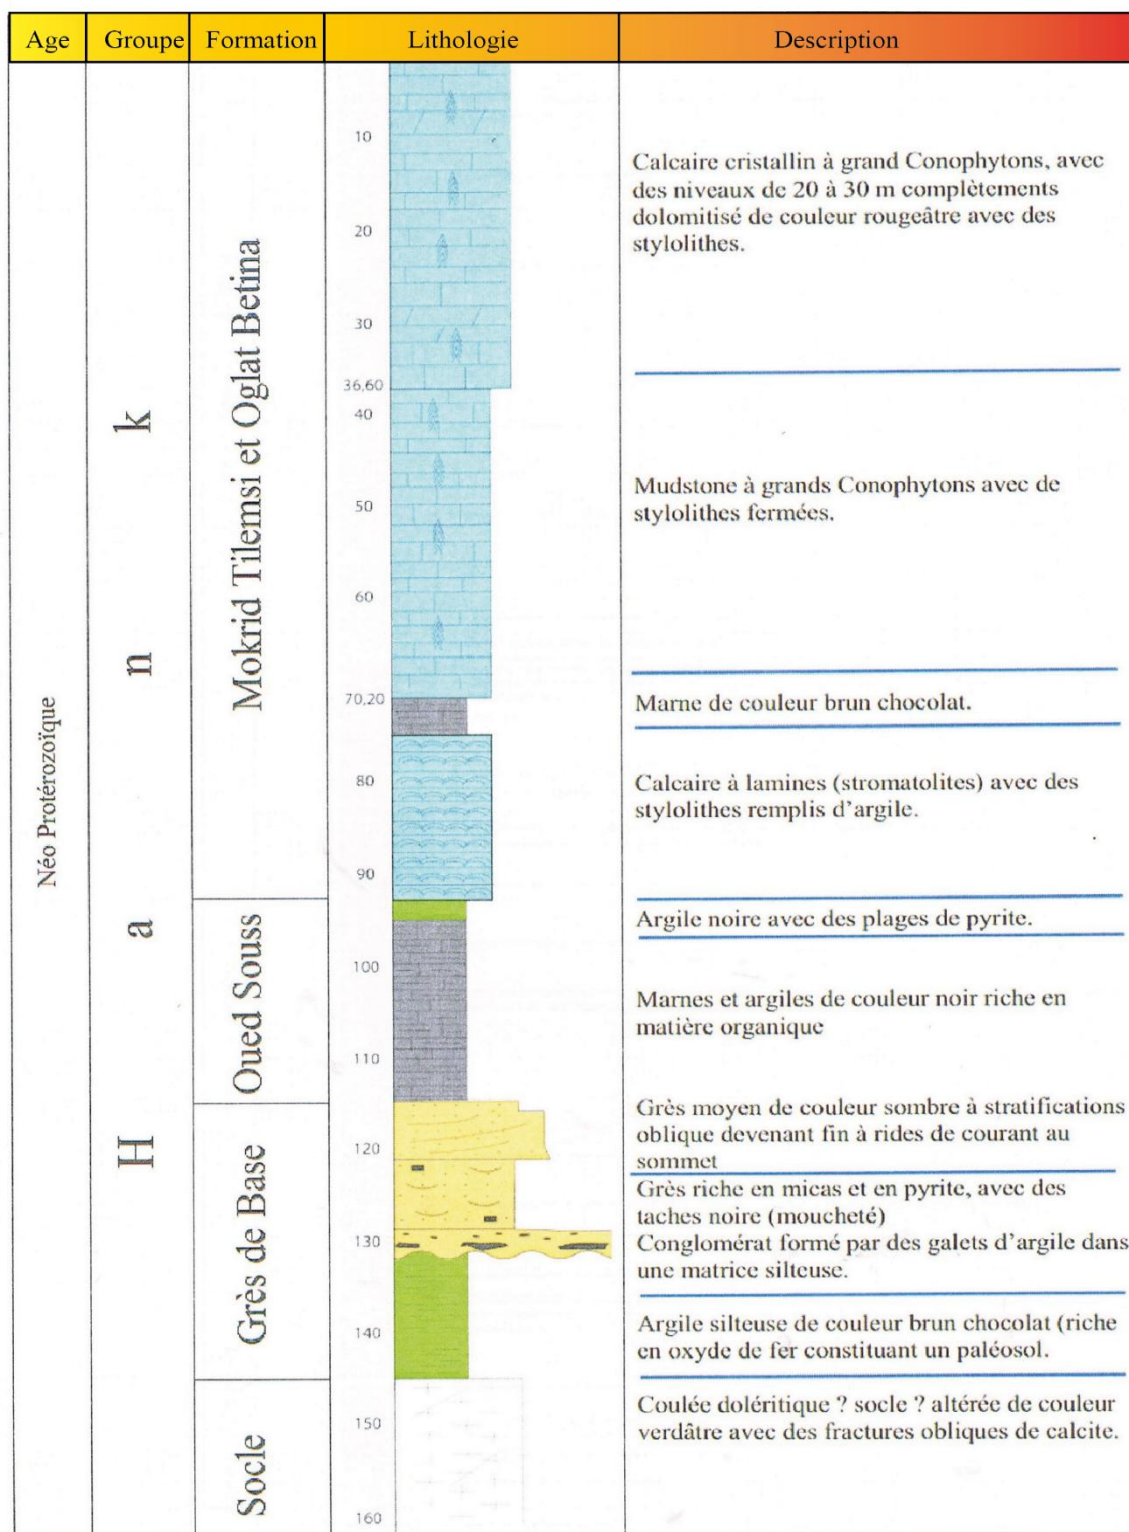 Age Groupe Formation Lithologie Description
Néo Protérozoïque
H a n k
Mokrid Tilemsi et Oglat Betina
Oued Souss
Grès de Base
Socle
10
20
30
36,60
40
50
60
70,20
80
90
100
110
120
130
140
150
160
Calcaire cristallin à grand Conophytons, avec
des niveaux de 20 à 30 m complètements
dolomitisé de couleur rougeâtre avec des
stylolithes.
Mudstone à grands Conophytons avec de
stylolithes fermées.
Marne de couleur brun chocolat.
Calcaire à lamines (stromatolites) avec des
stylolithes remplis d'argile.
Argile noire avec des plages de pyrite.
Marnes et argiles de couleur noir riche en
matière organique
Grès moyen de couleur sombre à stratifications
oblique devenant fin à rides de courant au
sommet
Grès riche en micas et en pyrite, avec des
taches noire (moucheté)
Conglomérat formé par des galets d'argile dans
une matrice silteuse.
Argile silteuse de couleur brun chocolat (riche
en oxyde de fer constituant un paléosol.
Coulée doléritique ? socle ? altérée de couleur
verdâtre avec des fractures obliques de calcite.